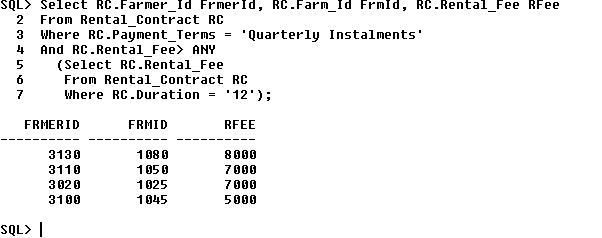 SQL> Select RC.Farmer_Id FrmerId, RC.Farm_Id FrmId, RC.Rental_Fee RFee
2 From Rental_Contract RC
3 Where RC.Payment_Terms = 'Quarterly Instalments'
4 And RC.Rental_Fee> ANY
5 (Select RC.Rental_Fee
6 From Rental_Contract RC
7 Where RC.Duration = '12');
FRMERID FRMID RFEE
---------- ---------- ----------
3130 1080 8000
3110 1050 7000
3020 1025 7000
3100 1045 5000
SQL> |